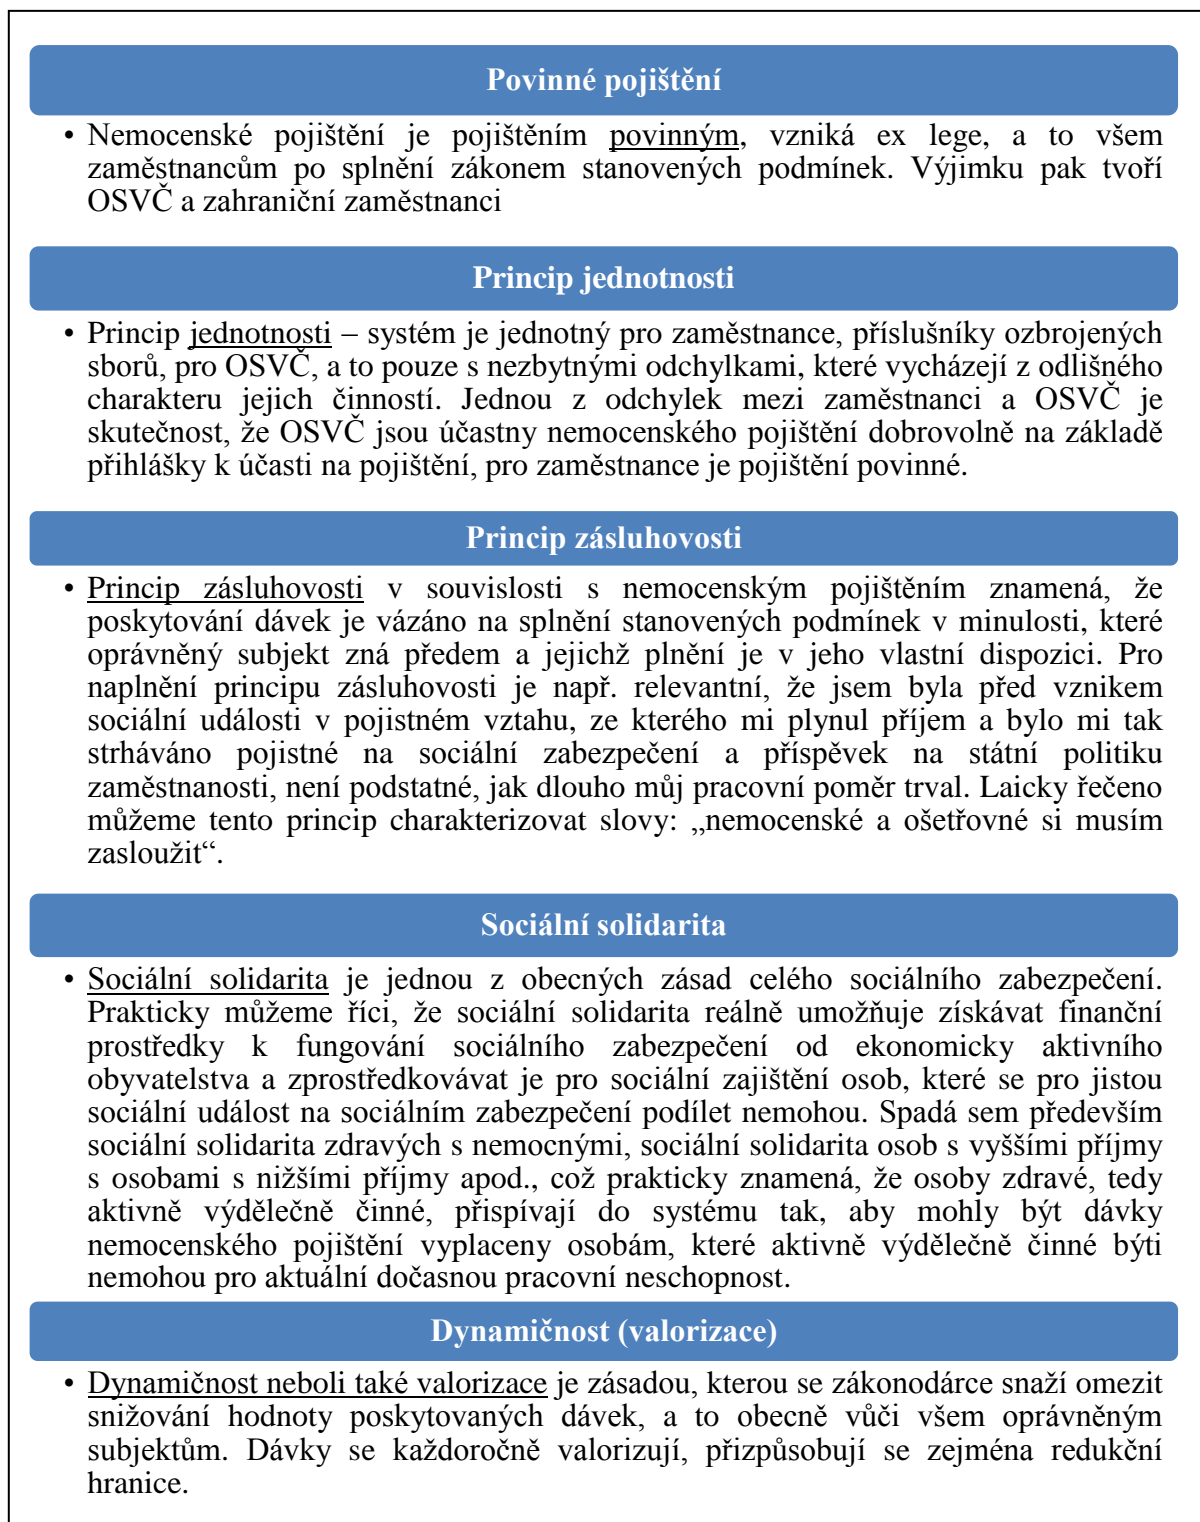 Povinné pojištění
• Nemocenské pojištění je pojištěním povinným, vzniká ex lege, a to všem
zaměstnancům po splnění zákonem stanovených podmínek. Výjimku pak tvoří
OSVČ a zahraniční zaměstnanci
Princip jednotnosti
• Princip jednotnosti – systém je jednotný pro zaměstnance, příslušníky ozbrojených
sborů, pro OSVČ, a to pouze s nezbytnými odchylkami, které vycházejí z odlišného
charakteru jejich činností. Jednou z odchylek mezi zaměstnanci a OSVČ je
skutečnost, že OSVČ jsou účastny nemocenského pojištění dobrovolně na základě
přihlášky k účasti na pojištění, pro zaměstnance je pojištění povinné.
Princip zásluhovosti
• Princip zásluhovosti v souvislosti s nemocenským pojištěním znamená, že
poskytování dávek je vázáno na splnění stanovených podmínek v minulosti, které
oprávněný subjekt zná předem a jejichž plnění je v jeho vlastní dispozici. Pro
naplnění principu zásluhovosti je např. relevantní, že jsem byla před vznikem
sociální události v pojistném vztahu, ze kterého mi plynul příjem a bylo mi tak
strháváno pojistné na sociální zabezpečení a příspěvek na státní politiku
zaměstnanosti, není podstatné, jak dlouho můj pracovní poměr trval. Laicky řečeno
můžeme tento princip charakterizovat slovy: „nemocenské a ošetřovné si musím
zasloužit“.
Sociální solidarita
• Sociální solidarita je jednou z obecných zásad celého sociálního zabezpečení.
Prakticky můžeme říci, že sociální solidarita reálně umožňuje získávat finanční
prostředky k fungování sociálního zabezpečení od ekonomicky aktivního
obyvatelstva a zprostředkovávat je pro sociální zajištění osob, které se pro jistou
sociální událost na sociálním zabezpečení podílet nemohou. Spadá sem především
sociální solidarita zdravých s nemocnými, sociální solidarita osob s vyššími příjmy
s osobami s nižšími příjmy apod., což prakticky znamená, že osoby zdravé, tedy
aktivně výdělečně činné, přispívají do systému tak, aby mohly být dávky
nemocenského pojištění vyplaceny osobám, které aktivně výdělečně činné býti
nemohou pro aktuální dočasnou pracovní neschopnost.
Dynamičnost (valorizace)
• Dynamičnost neboli také valorizace je zásadou, kterou se zákonodárce snaží omezit
snižování hodnoty poskytovaných dávek, a to obecně vůči všem oprávněným
subjektům. Dávky se každoročně valorizují, přizpůsobují se zejména redukční
hranice.